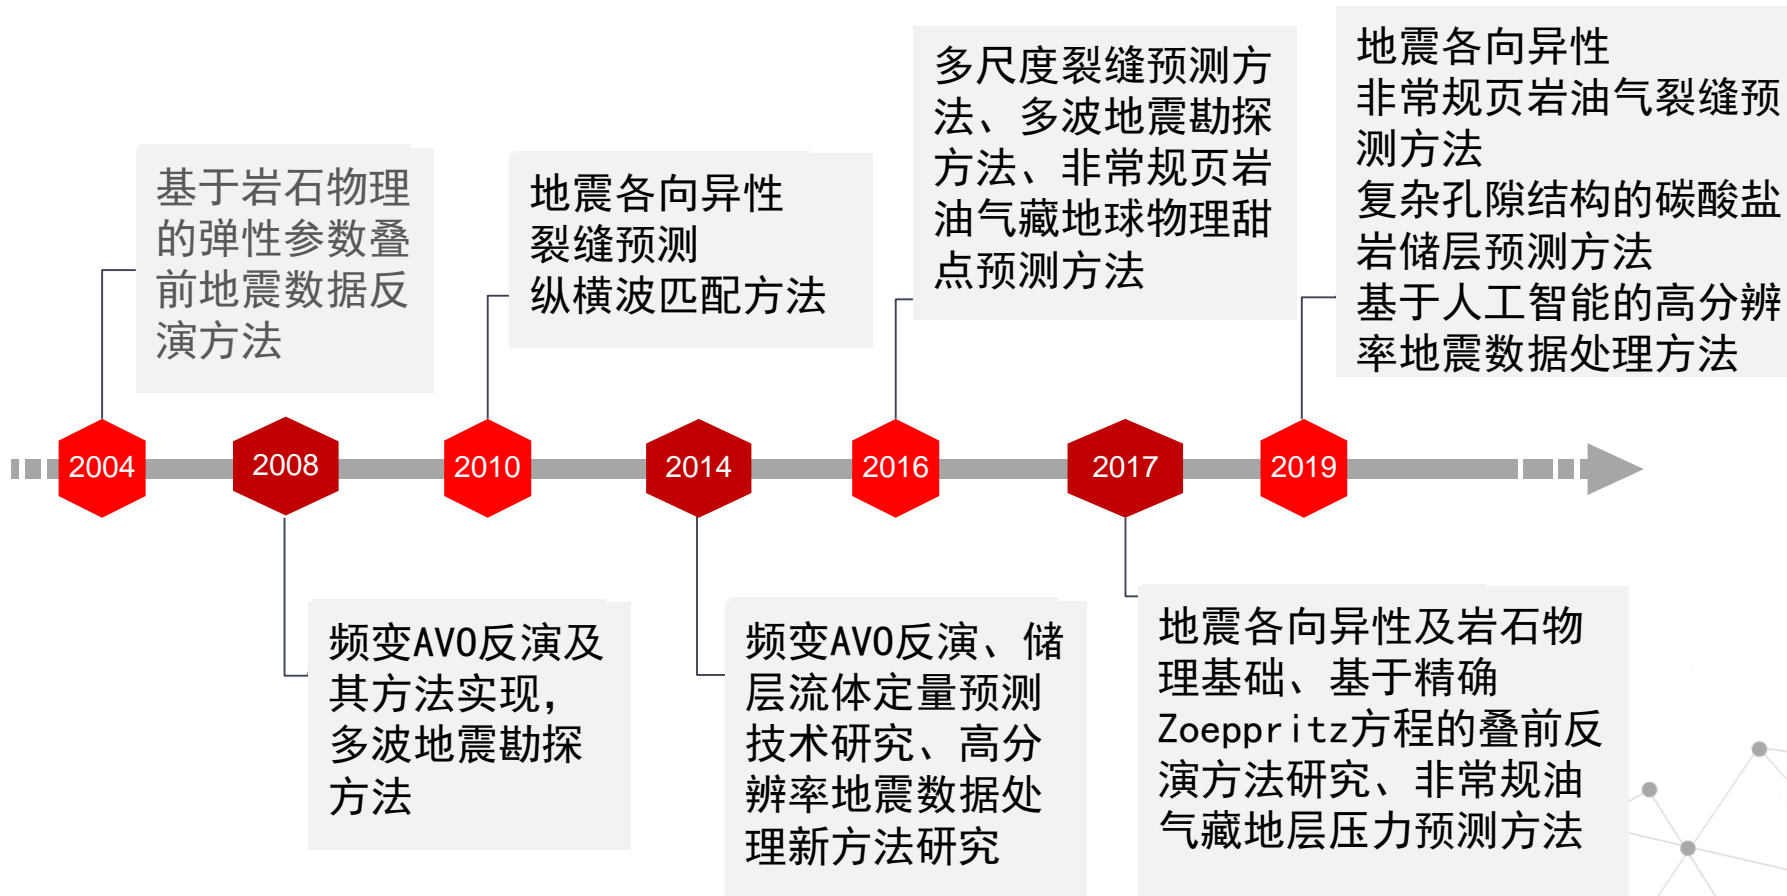 基于岩石物理
的弹性参数叠
前地震数据反
演方法
地震各向异性
裂缝预测
纵横波匹配方法
多尺度裂缝预测方
法、多波地震勘探
方法、非常规页岩
油气藏地球物理甜
点预测方法
地震各向异性
非常规页岩油气裂缝预
测方法
复杂孔隙结构的碳酸盐
岩储层预测方法
基于人工智能的高分辨
率地震数据处理方法
2004
2008
2010
2014
2016
2017
2019
频变AVO反演及
其方法实现,
多波地震勘探
方法
频变AVO反演、储
层流体定量预测
技术研究、高分
辨率地震数据处
理新方法研究
地震各向异性及岩石物
理基础、基于精确
Zoeppritz方程的叠前反
演方法研究、非常规油
气藏地层压力预测方法